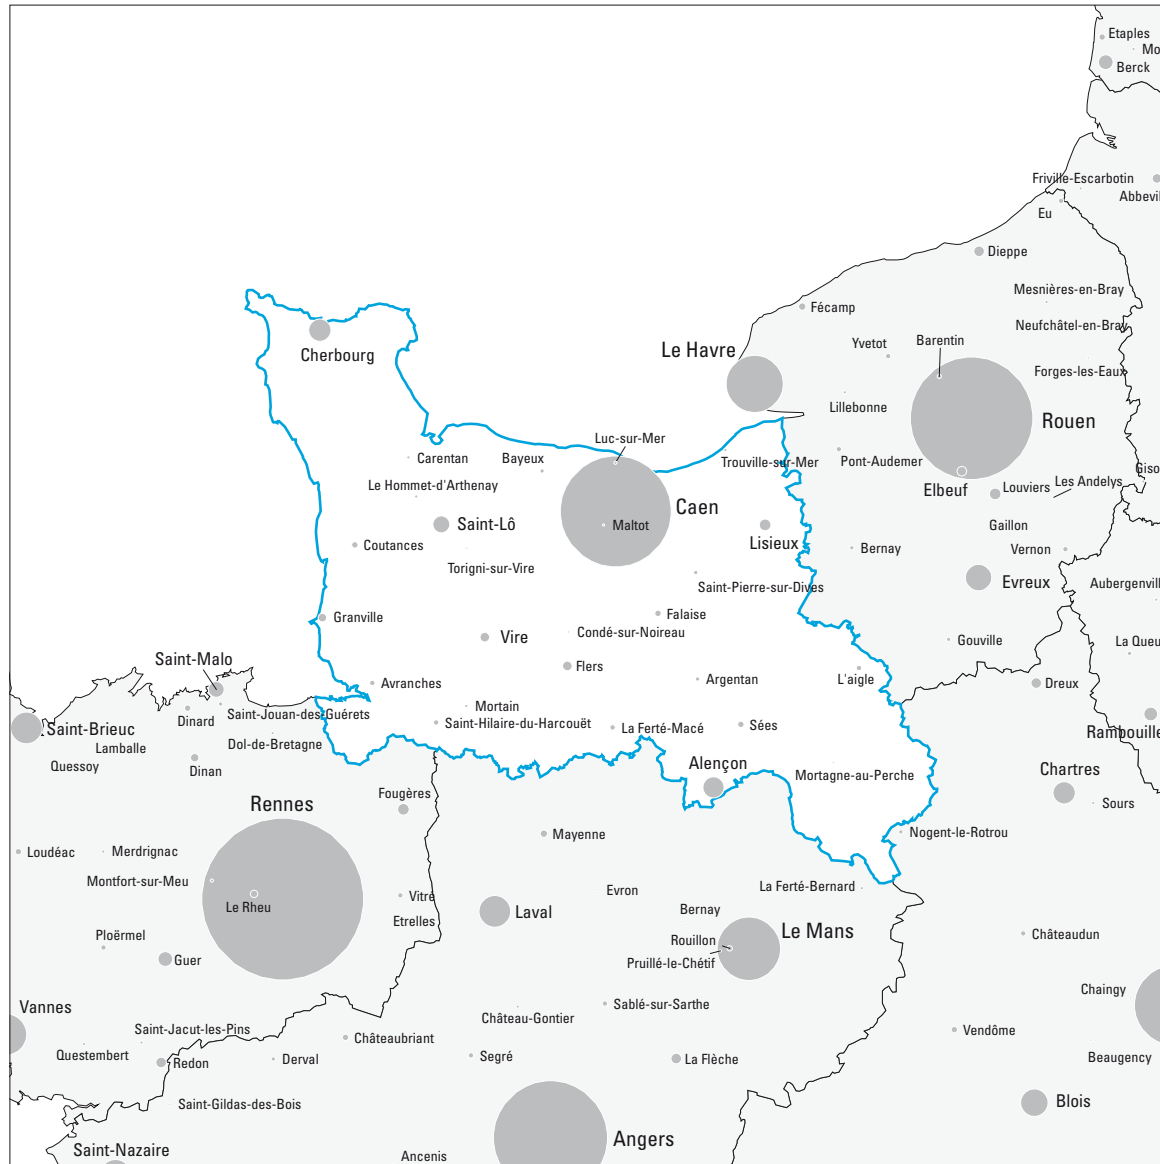 Etaples
Mo
Berck
Friville-Escarbotin
Abbevil
Eu
Dieppe
Mesnières-en-Bray
Fécamp
Neufchâtel-en-Bray
Barentin
Yvetot
Le Havre
Cherbourg
Forges-les-Eaux
Lillebonne
Rouen
Luc-sur-Mer
Carentan
Bayeux
Trouville-sur-Mer
Pont-Audemer
Giso
Le Hommet-d'Arthenay
Elbeuf
Louviers
Les Andelys
Caen
Saint-Lô
Maltot
Gaillon
Lisieux
Coutances
Bernay
Vernon
Torigni-sur-Vire
Saint-Pierre-sur-Dives
Evreux
Aubergenvill
Granville
Falaise
Condé-sur-Noireau
Vire
Gouville
La Queu
Saint-Malo
Flers
Avranches
Argentan
L'aigle
Dreux
Mortain
Saint-Jouan-des-Guérets
Dinard
Saint-Hilaire-du-Harcouët
La Ferté-Macé
Sées
Saint-Brieuc
Rambouille
Lamballe
Dol-de-Bretagne
Quessoy
Dinan
Alençon
Mortagne-au-Perche
Chartres
Fougères
Rennes
Sours
Mayenne
Nogent-le-Rotrou
Loudéac
Merdrignac
Montfort-sur-Meu
La Ferté-Bernard
Evron
Vitré
Le Rheu
Bernay
Laval
Etrelles
Le Mans
Ploërmel
Rouillon
Châteaudun
Guer
Pruillé-le-Chétif
Chaingy
Vannes
Sablé-sur-Sarthe
Château-Gontier
Saint-Jacut-les-Pins
Vendôme
Châteaubriant
Questembert
Redon
Derval
Segré
La Flèche
Beaugency
Saint-Gildas-des-Bois
Blois
Angers
Saint-Nazaire
Ancenis